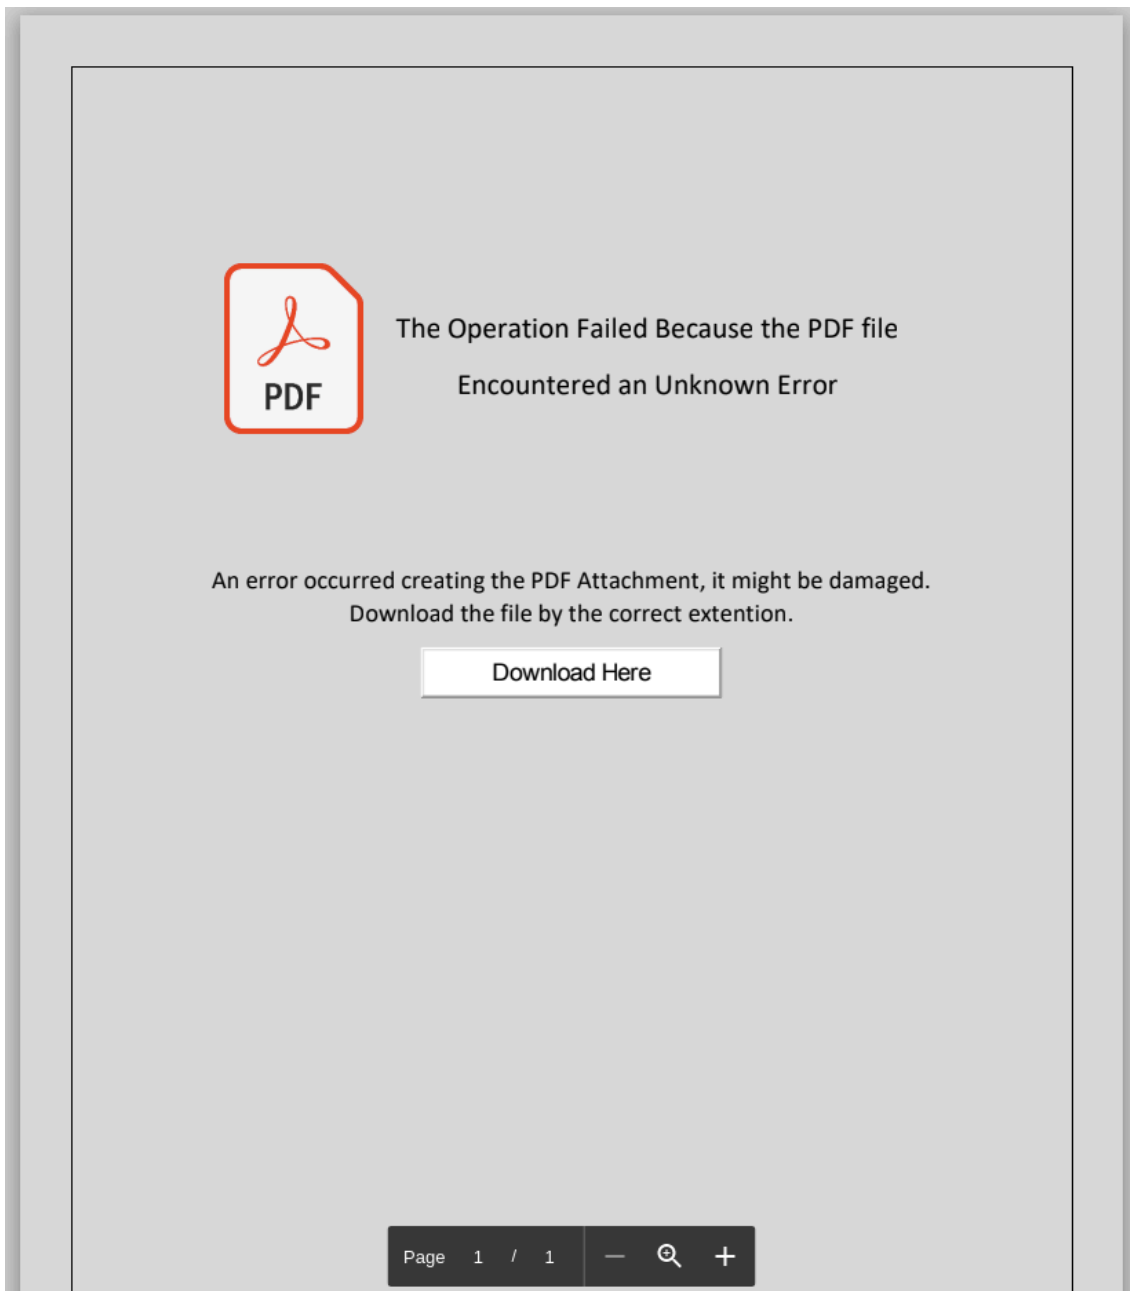 PDF
The Operation Failed Because the PDF file
Encountered an Unknown Error
An error occurred creating the PDF Attachment, it might be damaged.
Download the file by the correct extention.
Download Here
Page 1 / 1